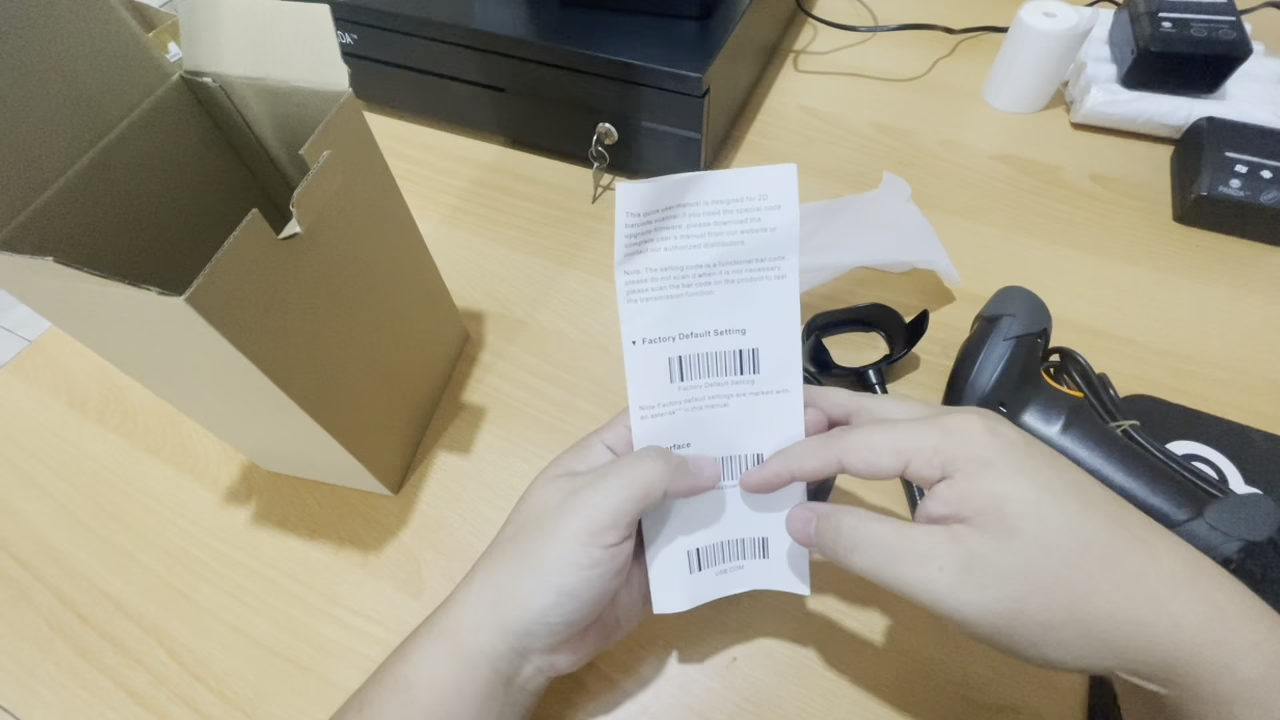 DA™
This quick user manual is designed for 2D
barcode scanner. If you need the special code
upgrade firmware, please download the
complete user's manual from our website or
contact our authorized distributors.
Note: The setting code is a functional bar code
please do not scan it when it is not necessary
please scan the bar code on the product to test
the transmission function.
▼ Factory Default Setting
Factory Default Setting
Note Factory default settings are marked with
an asterisk "*" in this manual.
erface
USB COM
PANDA